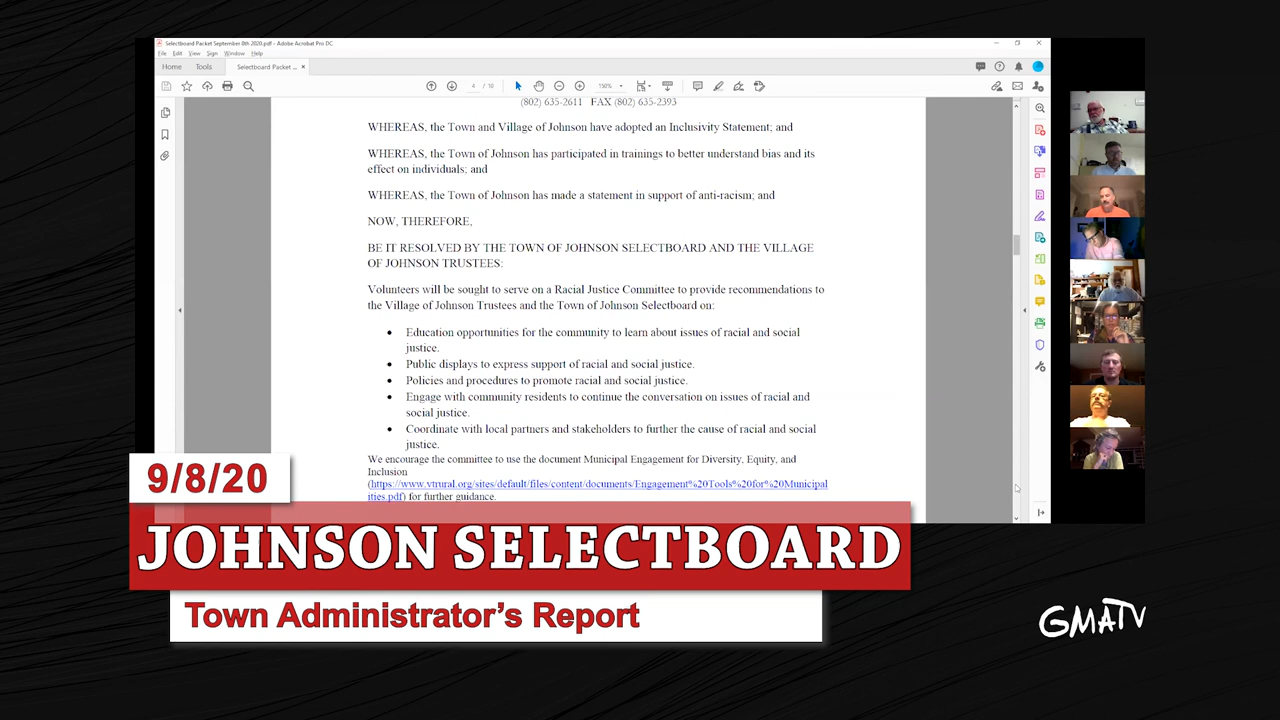 Selectboard Packet September 8th 2020.pdf - Adobe Acrobat Pro DC
File Edit View Sign Window Help
Home Tools Selectboard Packet ... ×
4 / 10 150%
(802) 635-2611 FAX (802) 635-2393
WHEREAS, the Town and Village of Johnson have adopted an Inclusivity Statement; and
WHEREAS, the Town of Johnson has participated in trainings to better understand bias and its
effect on individuals; and
WHEREAS, the Town of Johnson has made a statement in support of anti-racism; and
NOW, THEREFORE,
BE IT RESOLVED BY THE TOWN OF JOHNSON SELECTBOARD AND THE VILLAGE
OF JOHNSON TRUSTEES:
Volunteers will be sought to serve on a Racial Justice Committee to provide recommendations to
the Village of Johnson Trustees and the Town of Johnson Selectboard on:
• Education opportunities for the community to learn about issues of racial and social
justice.
• Public displays to express support of racial and social justice.
• Policies and procedures to promote racial and social justice.
• Engage with community residents to continue the conversation on issues of racial and
social justice.
• Coordinate with local partners and stakeholders to further the cause of racial and social
justice.
We encourage the committee to use the document Municipal Engagement for Diversity, Equity, and
Inclusion
(https://www.vtrural.org/sites/default/files/content/documents/Engagement%20Tools%20for%20Municipal
ities.pdf) for further guidance.
9/8/20
JOHNSON SELECTBOARD
Town Administrator's Report
GMATV